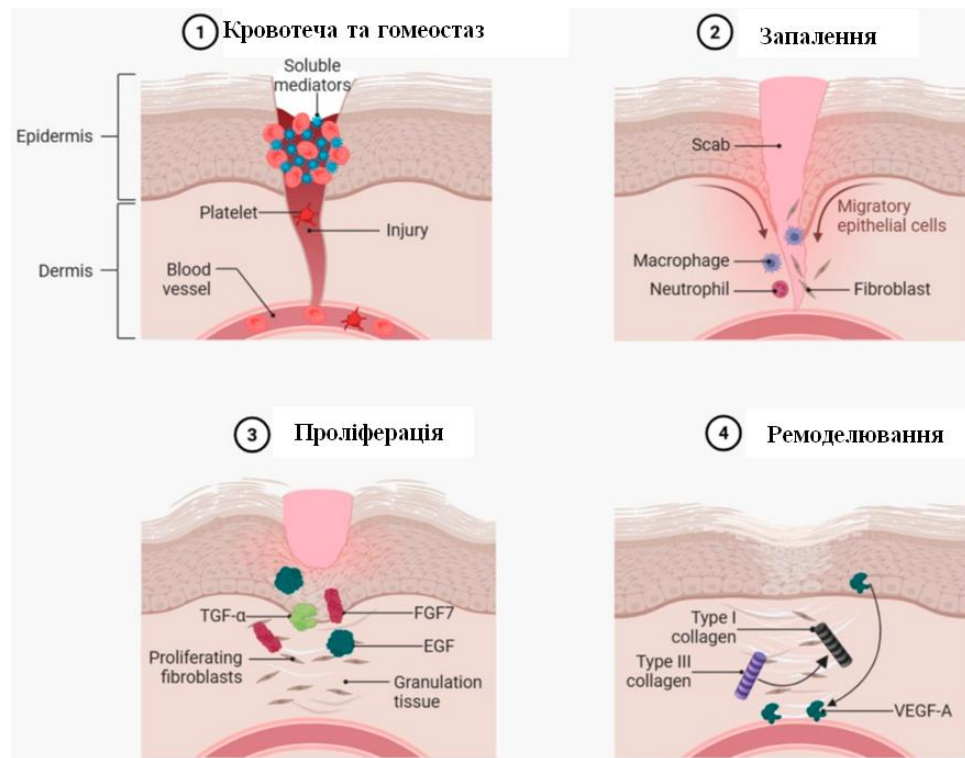 1 Кровотеча та гомеостаз
Soluble
mediators
Epidermis
Platelet
Injury
Dermis
Blood
vessel
2 Запалення
Scab
Migratory
epithelial cells
Macrophage
Neutrophil
Fibroblast
3 Проліферація
TGF-α
FGF7
EGF
Proliferating
fibroblasts
Granulation
tissue
4 Ремоделювання
Type I
collagen
Type III
collagen
VEGF-A